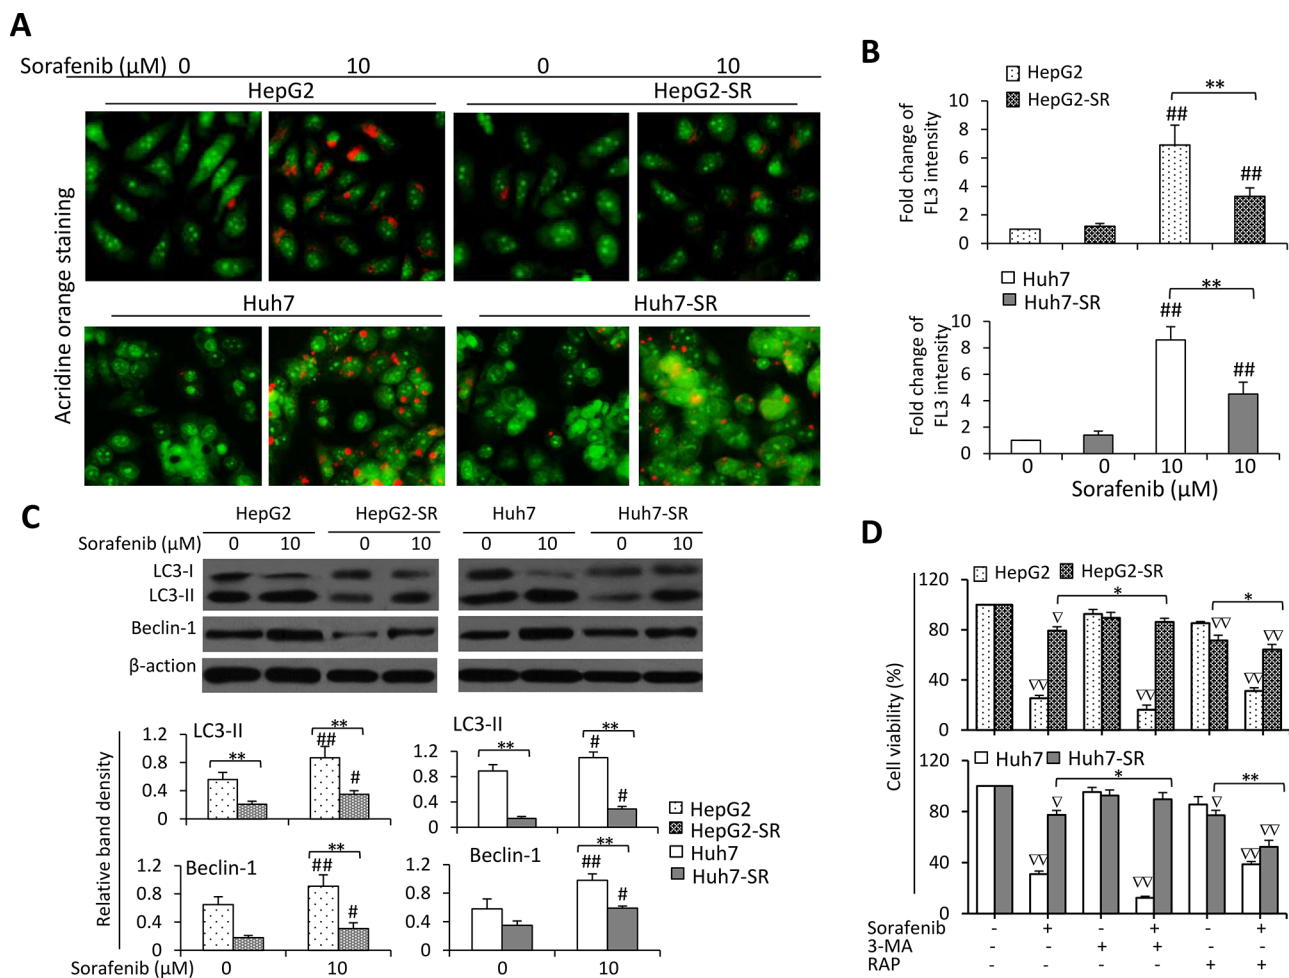 A
Sorafenib (µM) 0 10 0 10
HepG2 HepG2-SR
Acridine orange staining
Huh7 Huh7-SR
B
HepG2
HepG2-SR
**
10
8
6
4
2
0
## ##
Fold change of
FL3 intensity
Huh7
Huh7-SR
**
10
8
6
4
2
0
## ##
Fold change of
FL3 intensity
0 0 10 10
Sorafenib (µM)
C
HepG2 HepG2-SR Huh7 Huh7-SR
Sorafenib (µM) 0 10 0 10 0 10 0 10
LC3-I
LC3-II
Beclin-1
β-action
Relative band density
LC3-II
1.2
0.8
0.4
0
** ** ## #
LC3-II
1.2
0.8
0.4
0
** ** # #
Beclin-1
1.2
0.8
0.4
0
** ## #
Beclin-1
1.2
0.8
0.4
0
** ## #
HepG2
HepG2-SR
Huh7
Huh7-SR
Sorafenib (µM) 0 10 0 10
D
HepG2 HepG2-SR
120
80
40
0
* *
▽▽ ▽ ▽▽ ▽▽ ▽▽ ▽▽
Cell viability (%)
Huh7 Huh7-SR
120
80
40
0
* **
▽▽ ▽ ▽▽ ▽ ▽▽ ▽▽
Sorafenib - + - + - +
3-MA - - + + - -
RAP - - - - + +